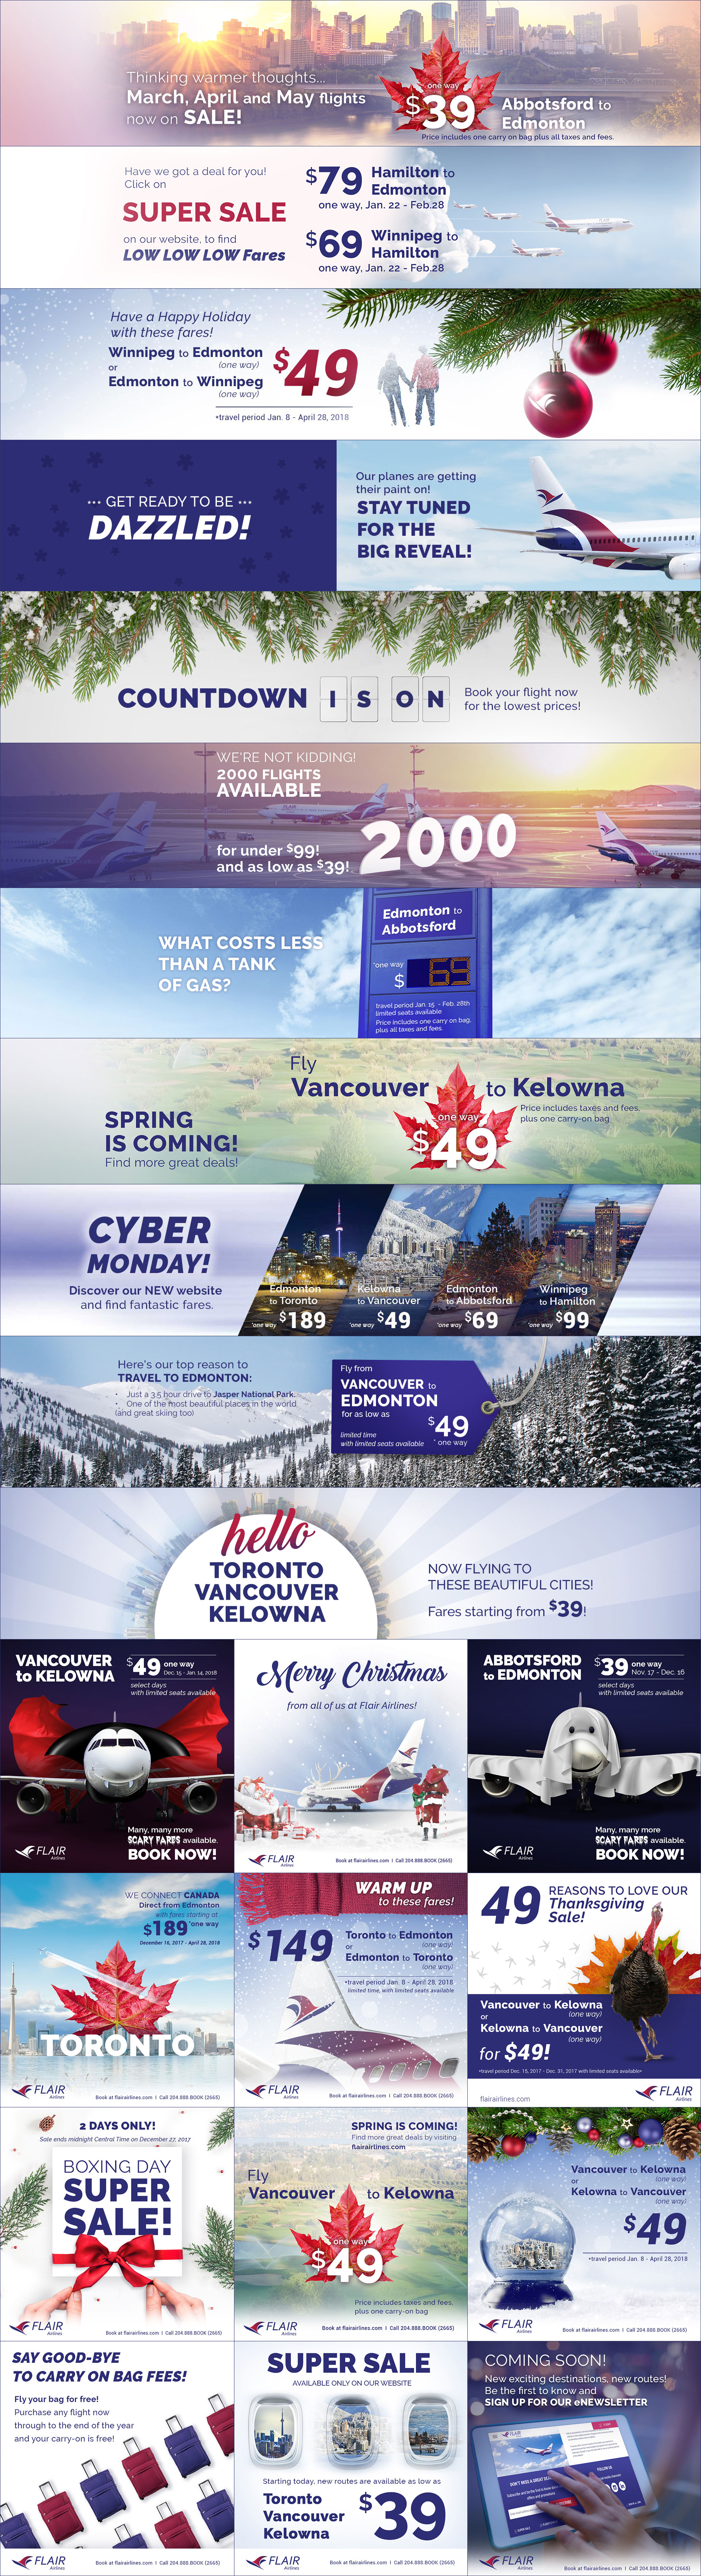 Thinking warmer thoughts...
March, April and May flights
now on SALE!
one way
$39
Abbotsford to
Edmonton
Price includes one carry on bag plus all taxes and fees.
Have we got a deal for you!
Click on
SUPER SALE
on our website, to find
LOW LOW LOW Fares
$79 Hamilton to
Edmonton
one way, Jan. 22 - Feb.28
$69 Winnipeg to
Hamilton
one way, Jan. 22 - Feb.28
Have a Happy Holiday
with these fares!
Winnipeg to Edmonton
(one way)
or
Edmonton to Winnipeg
(one way)
$49
*travel period Jan. 8 - April 28, 2018
••• GET READY TO BE •••
DAZZLED!
Our planes are getting
their paint on!
STAY TUNED
FOR THE
BIG REVEAL!
COUNTDOWN IS ON
Book your flight now
for the lowest prices!
WE'RE NOT KIDDING!
2000 FLIGHTS
AVAILABLE
for under $99!
and as low as $39!
2000
WHAT COSTS LESS
THAN A TANK
OF GAS?
Edmonton to
Abbotsford
*one way
$ 69
travel period Jan. 15 - Feb. 28th
limited seats available
Price includes one carry on bag,
plus all taxes and fees.
SPRING
IS COMING!
Find more great deals!
Fly
Vancouver to Kelowna
one way
$49
Price includes taxes and fees,
plus one carry-on bag
CYBER
MONDAY!
Discover our NEW website
and find fantastic fares.
Edmonton
to Toronto
*one way $189
Kelowna
to Vancouver
*one way $49
Edmonton
to Abbotsford
*one way $69
Winnipeg
to Hamilton
*one way $99
Here's our top reason to
TRAVEL TO EDMONTON:
• Just a 3.5 hour drive to Jasper National Park.
• One of the most beautiful places in the world
(and great skiing too)
Fly from
VANCOUVER to
EDMONTON
for as low as
$49
* one way
limited time
with limited seats available
hello
TORONTO
VANCOUVER
KELOWNA
NOW FLYING TO
THESE BEAUTIFUL CITIES!
Fares starting from $39!
VANCOUVER
to KELOWNA
$49 one way
Dec. 15 - Jan. 14, 2018
select days
with limited seats available
Many, many more
SCARY FARES available.
BOOK NOW!
FLAIR
Airlines
Merry Christmas
from all of us at Flair Airlines!
FLAIR
Airlines
Book at flairairlines.com I Call 204.888.BOOK (2665)
ABBOTSFORD
to EDMONTON
$39 one way
Nov. 17 - Dec. 16
select days
with limited seats available
Many, many more
SCARY FARES available.
BOOK NOW!
FLAIR
Airlines
WE CONNECT CANADA
Direct from Edmonton
with fares starting at
$189 *one way
December 16, 2017 - April 28, 2018
TORONTO
FLAIR
Airlines
Book at flairairlines.com I Call 204.888.BOOK (2665)
WARM UP
to these fares!
$149
Toronto to Edmonton
(one way)
or
Edmonton to Toronto
(one way)
*travel period Jan. 8 - April 28, 2018
limited time, with limited seats available
FLAIR
Airlines
Book at flairairlines.com I Call 204.888.BOOK (2665)
49 REASONS TO LOVE OUR
Thanksgiving
Sale!
Vancouver to Kelowna
(one way)
or
Kelowna to Vancouver
(one way)
for $49!
*travel period Dec. 15, 2017 - Dec. 31, 2017 with limited seats available*
flairairlines.com
FLAIR
Airlines
2 DAYS ONLY!
Sale ends midnight Central Time on December 27, 2017
BOXING DAY
SUPER
SALE!
FLAIR
Airlines
Book at flairairlines.com I Call 204.888.BOOK (2665)
SPRING IS COMING!
Find more great deals by visiting
flairairlines.com
Fly
Vancouver to Kelowna
one way
$49
Price includes taxes and fees,
plus one carry-on bag
FLAIR
Airlines
Book at flairairlines.com I Call 204.888.BOOK (2665)
Vancouver to Kelowna
(one way)
or
Kelowna to Vancouver
(one way)
$49
*travel period Jan. 8 - April 28, 2018
FLAIR
Airlines
Book at flairairlines.com I Call 204.888.BOOK (2665)
SAY GOOD-BYE
TO CARRY ON BAG FEES!
Fly your bag for free!
Purchase any flight now
through to the end of the year
and your carry-on is free!
FLAIR
Airlines
Book at flairairlines.com I Call 204.888.BOOK (2665)
SUPER SALE
AVAILABLE ONLY ON OUR WEBSITE
Starting today, new routes are available as low as
Toronto
Vancouver
Kelowna
$39
FLAIR
Airlines
Book at flairairlines.com I Call 204.888.BOOK (2665)
COMING SOON!
New exciting destinations, new routes!
Be the first to know and
SIGN UP FOR OUR eNEWSLETTER
FLAIR
Airlines
Book at flairairlines.com I Call 204.888.BOOK (2665)